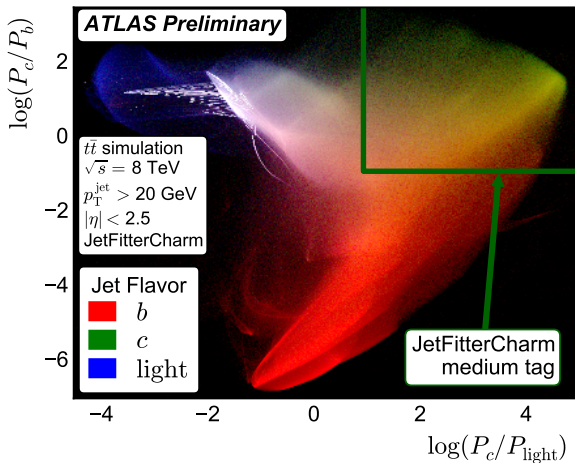 ATLAS Preliminary
log(P_c/P_b)
2
0
−2
−4
−6
tt̄ simulation
√s = 8 TeV
p_T^jet > 20 GeV
|η| < 2.5
JetFitterCharm
Jet Flavor
b
c
light
JetFitterCharm
medium tag
−4
−2
0
2
4
log(P_c/P_light)